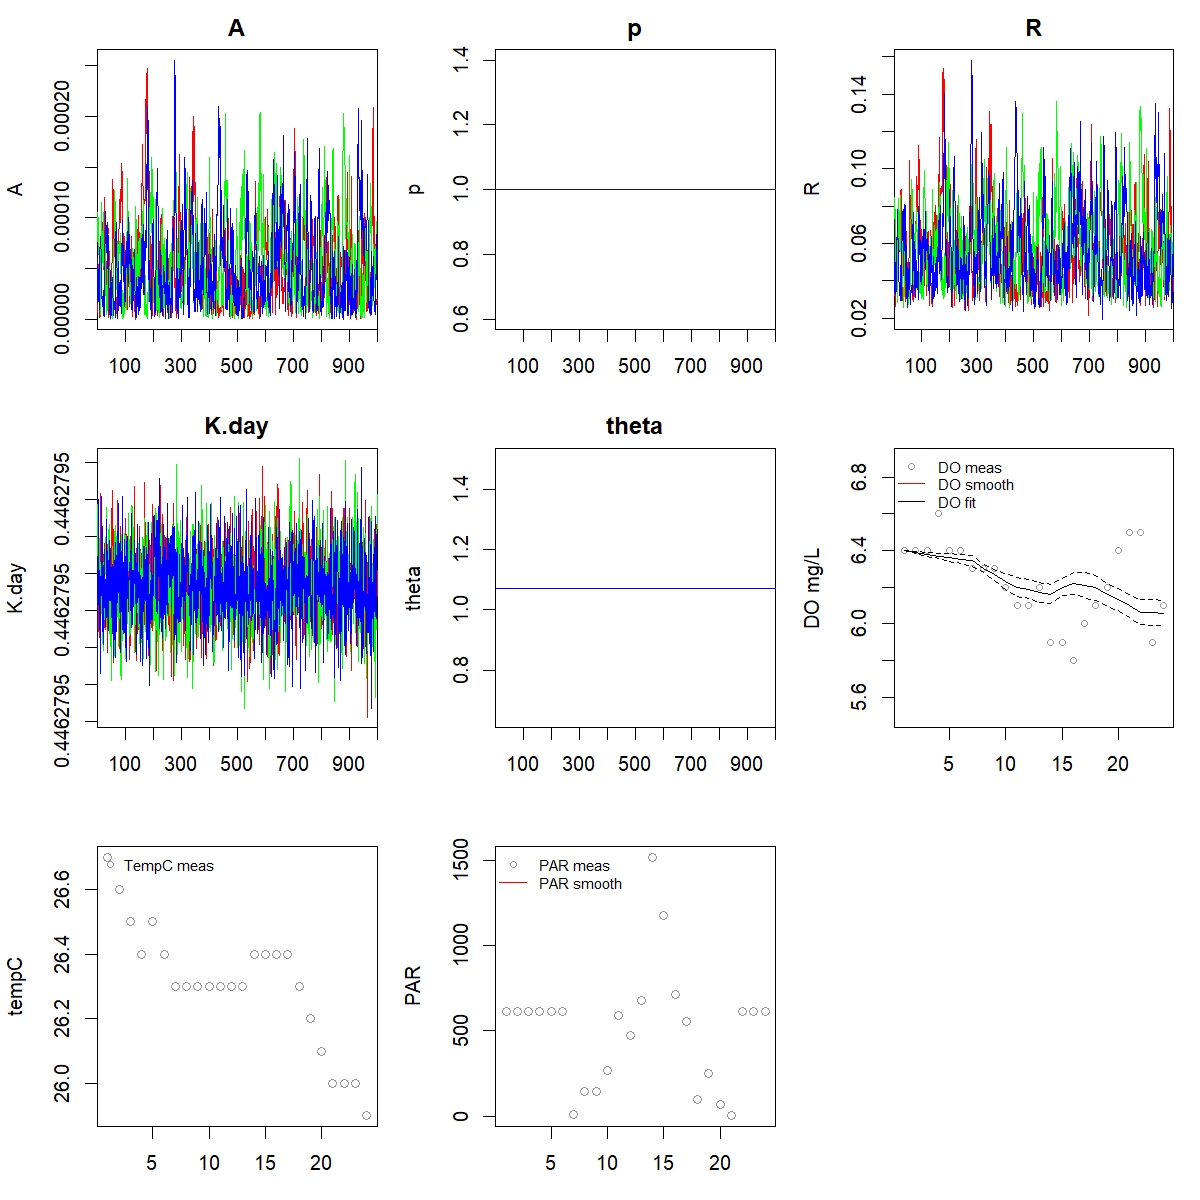 A
p
R
A
0.00000 0.00010 0.00020
100 300 500 700 900
p
0.6 0.8 1.0 1.2 1.4
100 300 500 700 900
R
0.02 0.06 0.10 0.14
100 300 500 700 900
K.day
theta
K.day
0.4462795 0.4462795 0.4462795
100 300 500 700 900
theta
0.8 1.0 1.2 1.4
100 300 500 700 900
DO mg/L
5.6 6.0 6.4 6.8
DO meas
DO smooth
DO fit
5 10 15 20
tempC
26.0 26.2 26.4 26.6
TempC meas
5 10 15 20
PAR
0 500 1000 1500
PAR meas
PAR smooth
5 10 15 20